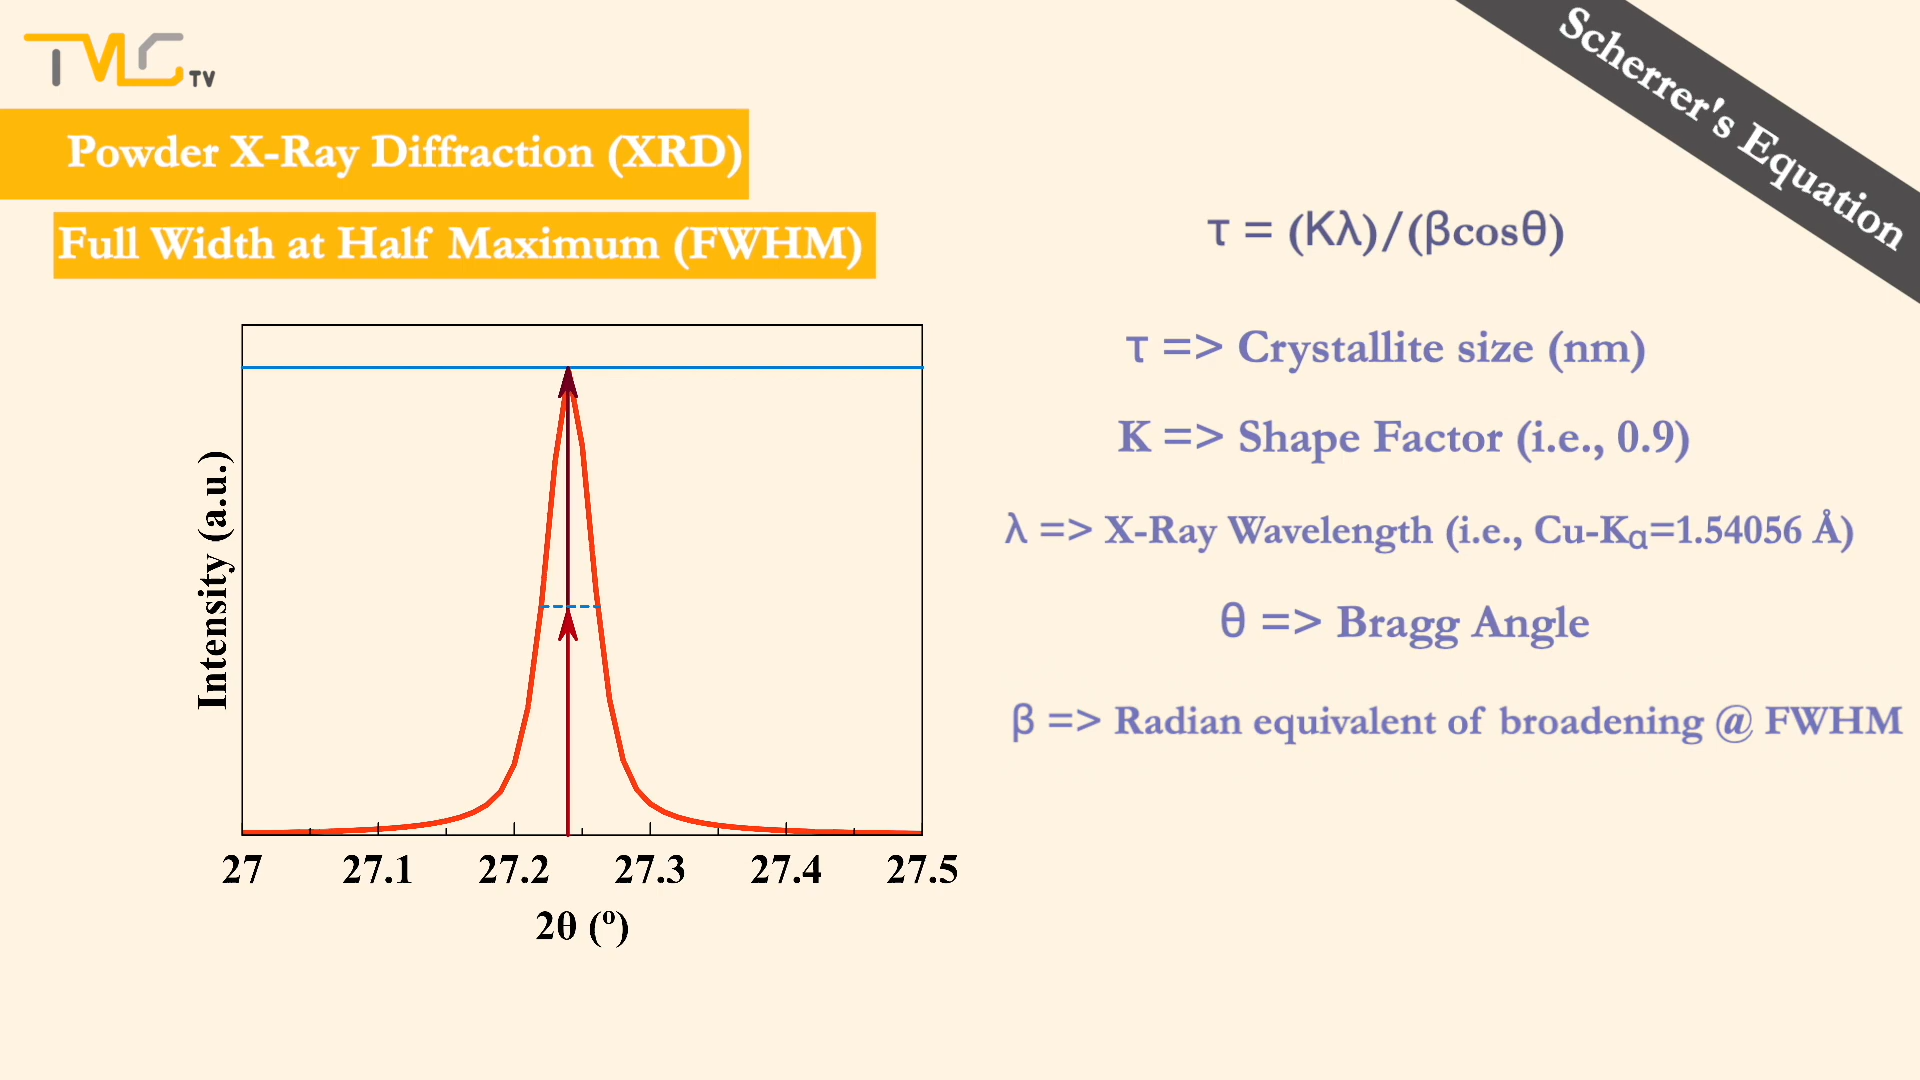 TMC TV
Scherrer's Equation
Powder X-Ray Diffraction (XRD)
Full Width at Half Maximum (FWHM)
τ = (Kλ)/(βcosθ)
τ => Crystallite size (nm)
K => Shape Factor (i.e., 0.9)
λ => X-Ray Wavelength (i.e., Cu-Kα=1.54056 Å)
θ => Bragg Angle
β => Radian equivalent of broadening @ FWHM
Intensity (a.u.)
27 27.1 27.2 27.3 27.4 27.5
2θ (º)